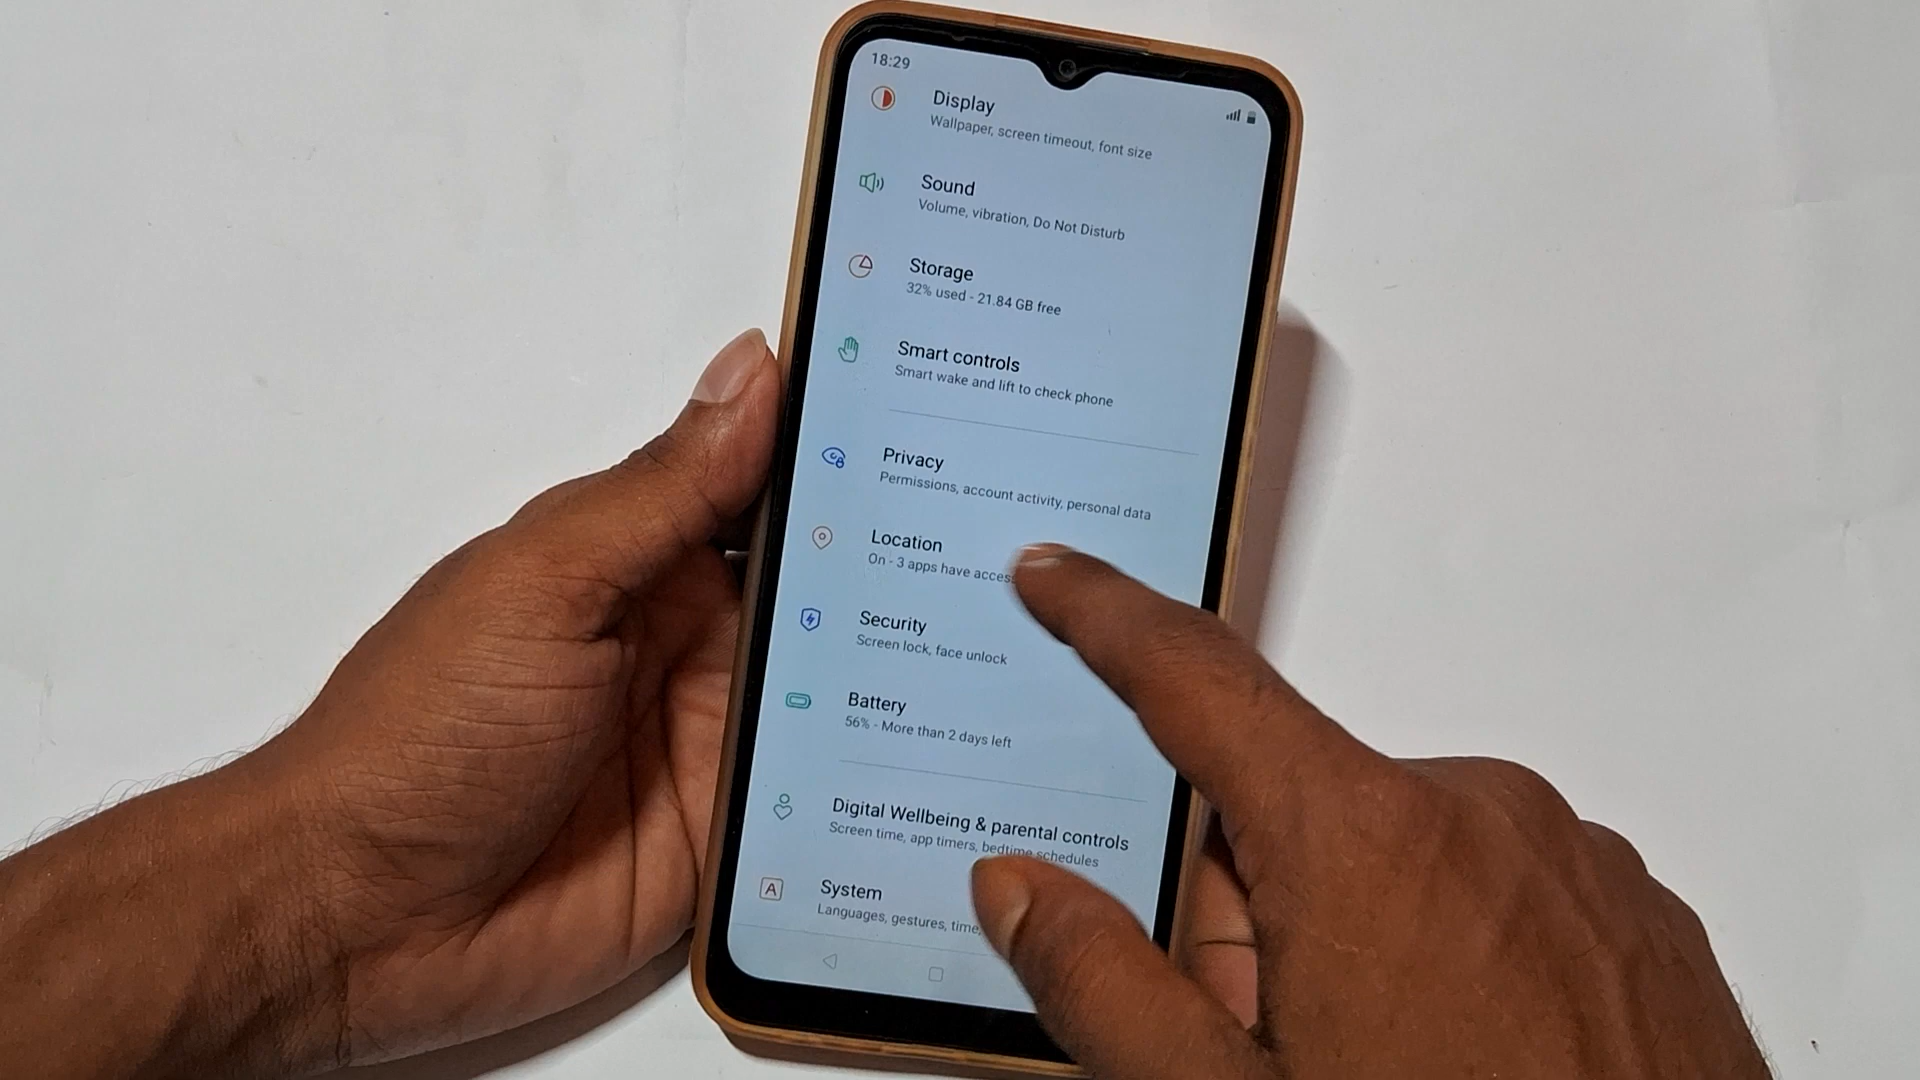 18:29
Display
Wallpaper, screen timeout, font size
Sound
Volume, vibration, Do Not Disturb
Storage
32% used - 21.84 GB free
Smart controls
Smart wake and lift to check phone
Privacy
Permissions, account activity, personal data
Location
On - 3 apps have access
Security
Screen lock, face unlock
Battery
56% - More than 2 days left
Digital Wellbeing & parental controls
Screen time, app timers, bedtime schedules
A
System
Languages, gestures, time,